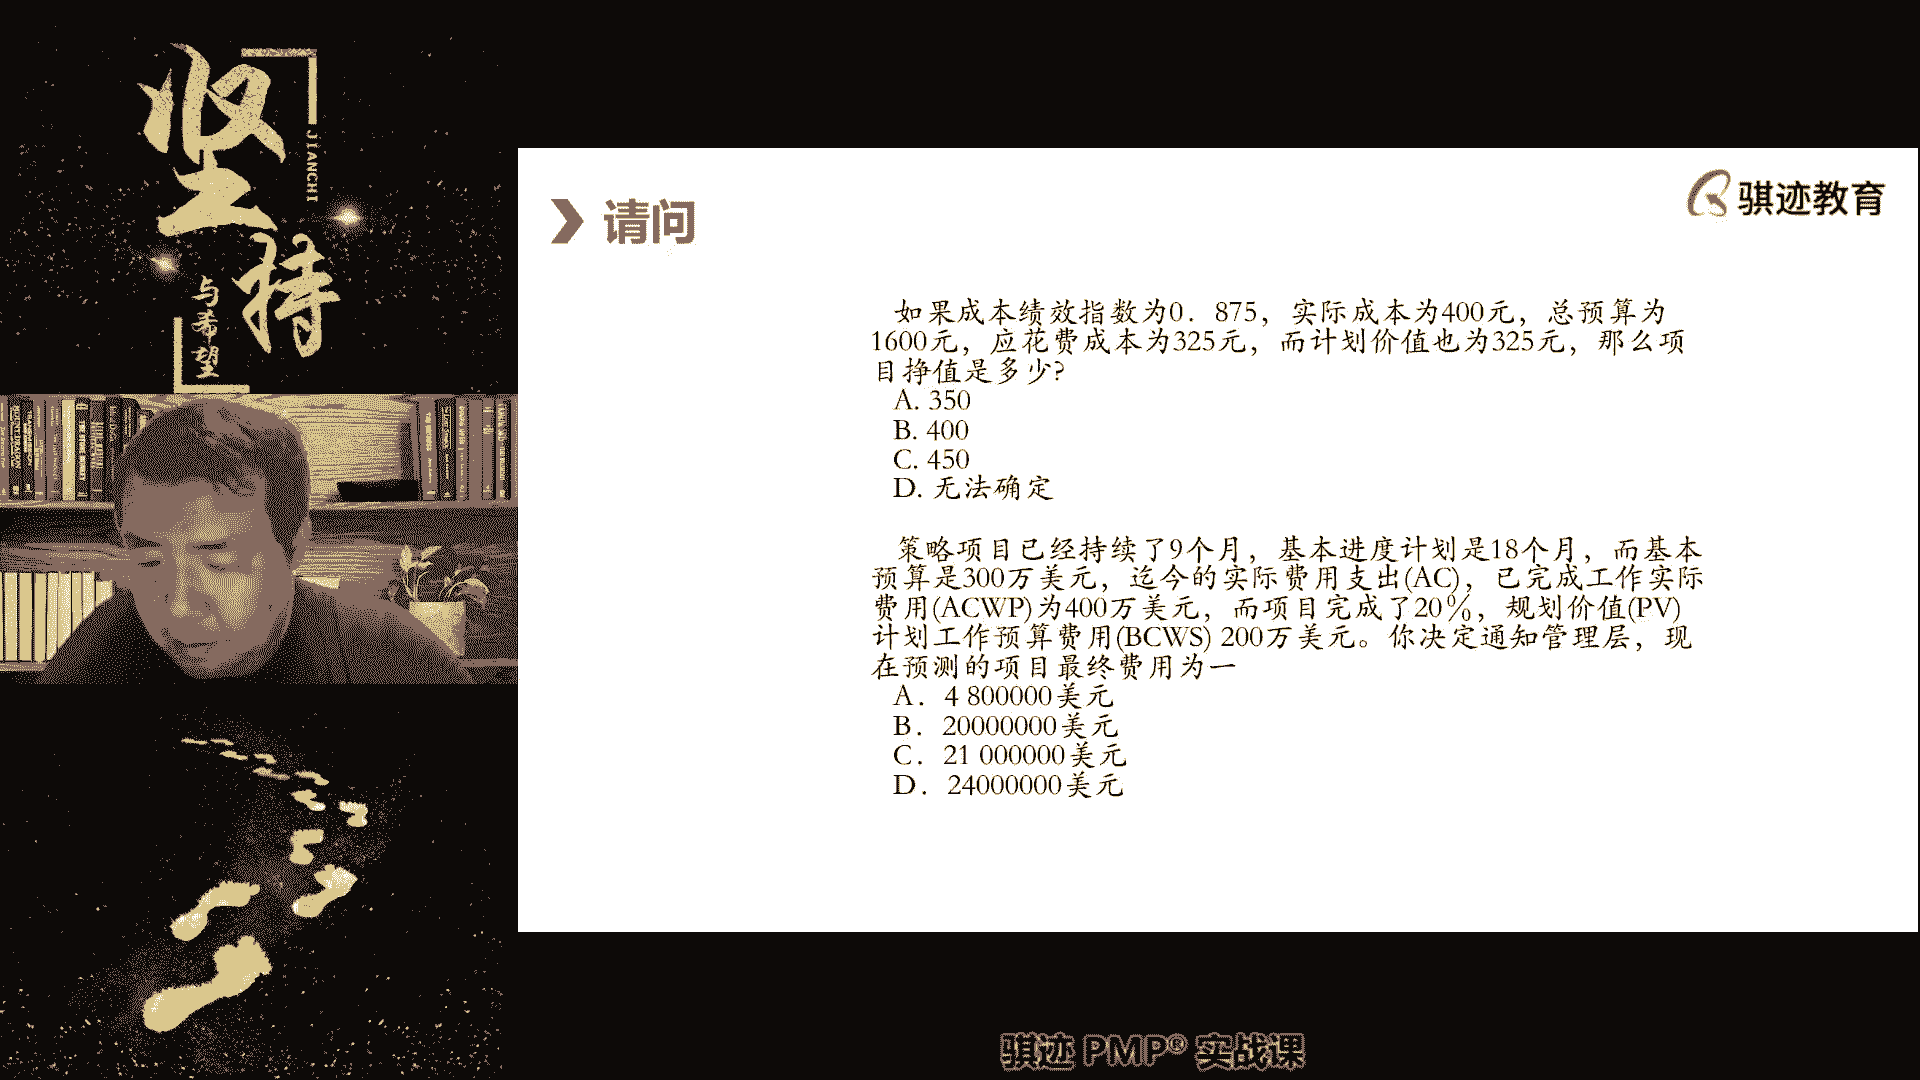 坚持
JIANCHI
与希望
请问
骐迹教育
如果成本绩效指数为0．875，实际成本为400元，总预算为
1600元，应花费成本为325元，而计划价值也为325元，那么项
目挣值是多少?
A. 350
B. 400
C. 450
D. 无法确定
策略项目已经持续了9个月，基本进度计划是18个月，而基本
预算是300万美元，迄今的实际费用支出(AC)，已完成工作实际
费用(ACWP)为400万美元，而项目完成了20％，规划价值(PV)
计划工作预算费用(BCWS) 200万美元。你决定通知管理层，现
在预测的项目最终费用为一
A．4 800000美元
B．20000000美元
C．21 000000美元
D．24000000美元
骐迹 PMP® 实战课